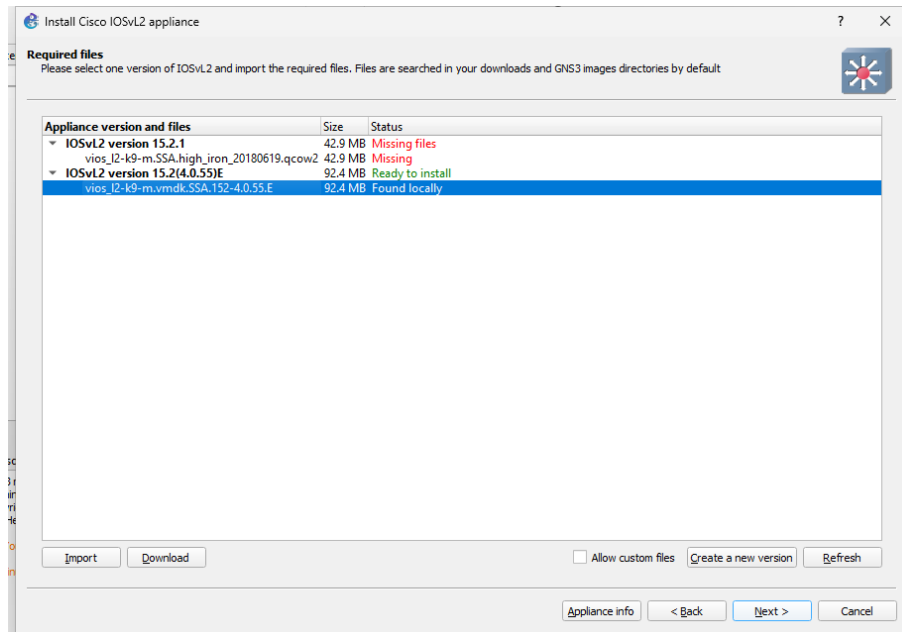 Install Cisco IOSvL2 appliance
?
Required files
Please select one version of IOSvL2 and import the required files. Files are searched in your downloads and GNS3 images directories by default
Appliance version and files Size Status
IOSvL2 version 15.2.1 42.9 MB Missing files
vios_l2-k9-m.SSA.high_iron_20180619.qcow2 42.9 MB Missing
IOSvL2 version 15.2(4.0.55)E 92.4 MB Ready to install
vios_l2-k9-m.vmdk.SSA.152-4.0.55.E 92.4 MB Found locally
Import Download Allow custom files Create a new version Refresh
Appliance info < Back Next > Cancel